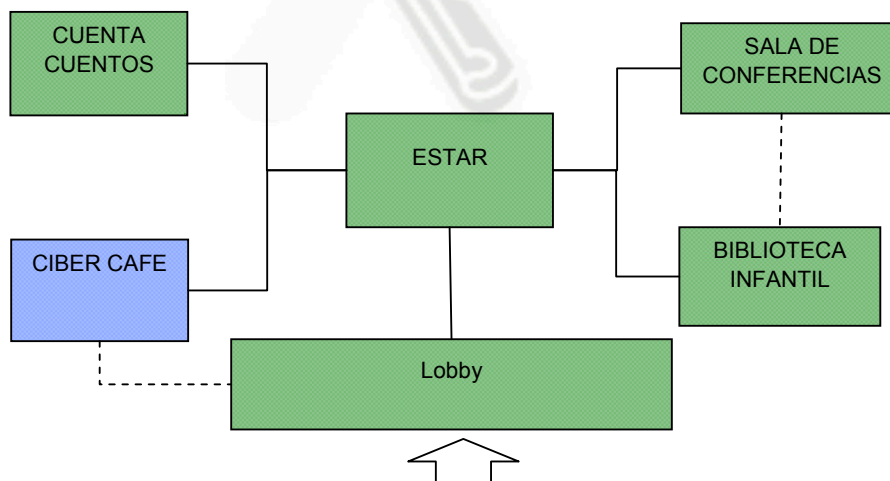 CUENTA
CUENTOS
SALA DE
CONFERENCIAS
ESTAR
CIBER CAFE
BIBLIOTECA
INFANTIL
Lobby